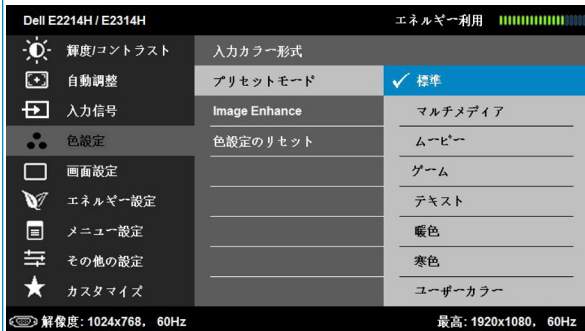 Dell E2214H / E2314H
エネルギー利用
輝度/コントラスト
入力カラー形式
自動調整
プリセットモード
✓ 標準
入力信号
Image Enhance
マルチメディア
色設定
色設定のリセット
ムービー
画面設定
ゲーム
エネルギー設定
テキスト
メニュー設定
暖色
その他の設定
寒色
カスタマイズ
ユーザーカラー
解像度: 1024x768, 60Hz
最高: 1920x1080, 60Hz